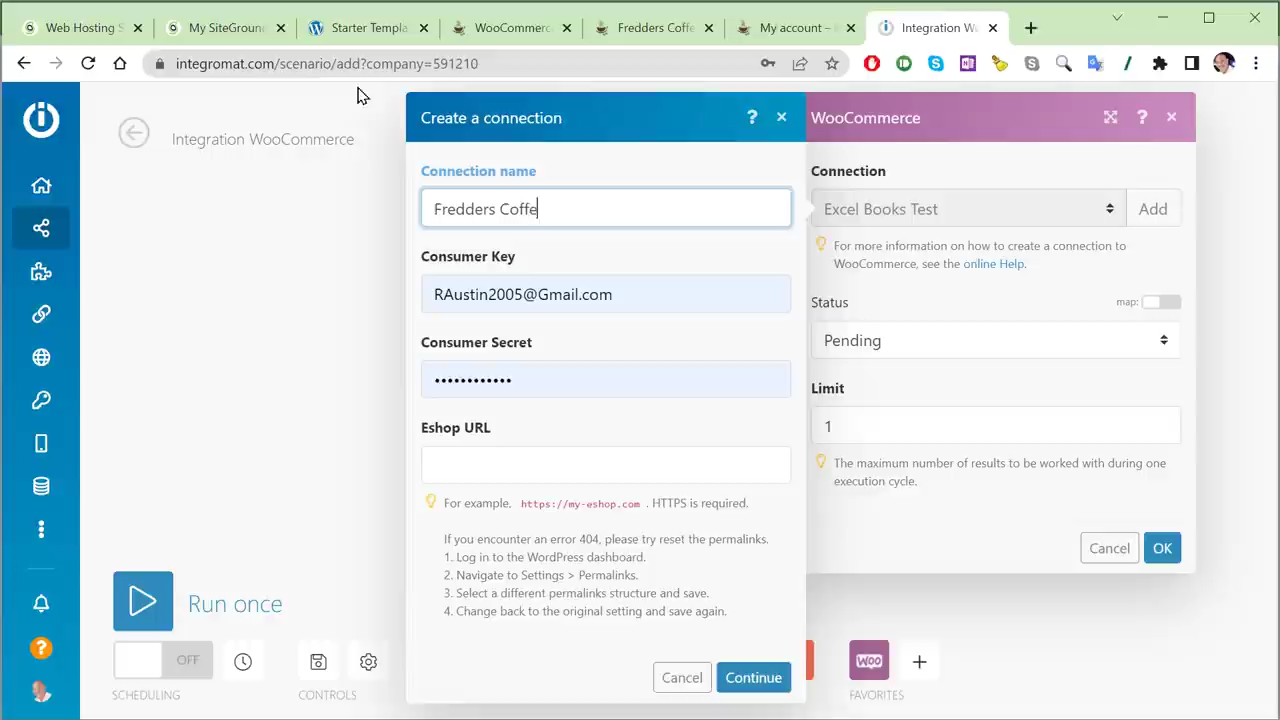 Web Hosting S
My SiteGroun
Starter Templa
WooCommerc
Fredders Coffe
My account –
Integration W
integromat.com/scenario/add?company=591210
Integration WooCommerce
Create a connection
?
WooCommerce
?
Connection name
Fredders Coffe
Connection
Excel Books Test
Add
For more information on how to create a connection to
WooCommerce, see the online Help.
Consumer Key
RAustin2005@Gmail.com
Status
map:
Pending
Consumer Secret
••••••••••••
Limit
1
The maximum number of results to be worked with during one
execution cycle.
Eshop URL
For example, https://my-eshop.com . HTTPS is required.
If you encounter an error 404, please try reset the permalinks.
1. Log in to the WordPress dashboard.
2. Navigate to Settings > Permalinks.
3. Select a different permalinks structure and save.
4. Change back to the original setting and save again.
Cancel
OK
Run once
OFF
SCHEDULING
CONTROLS
Cancel
Continue
WOO
FAVORITES